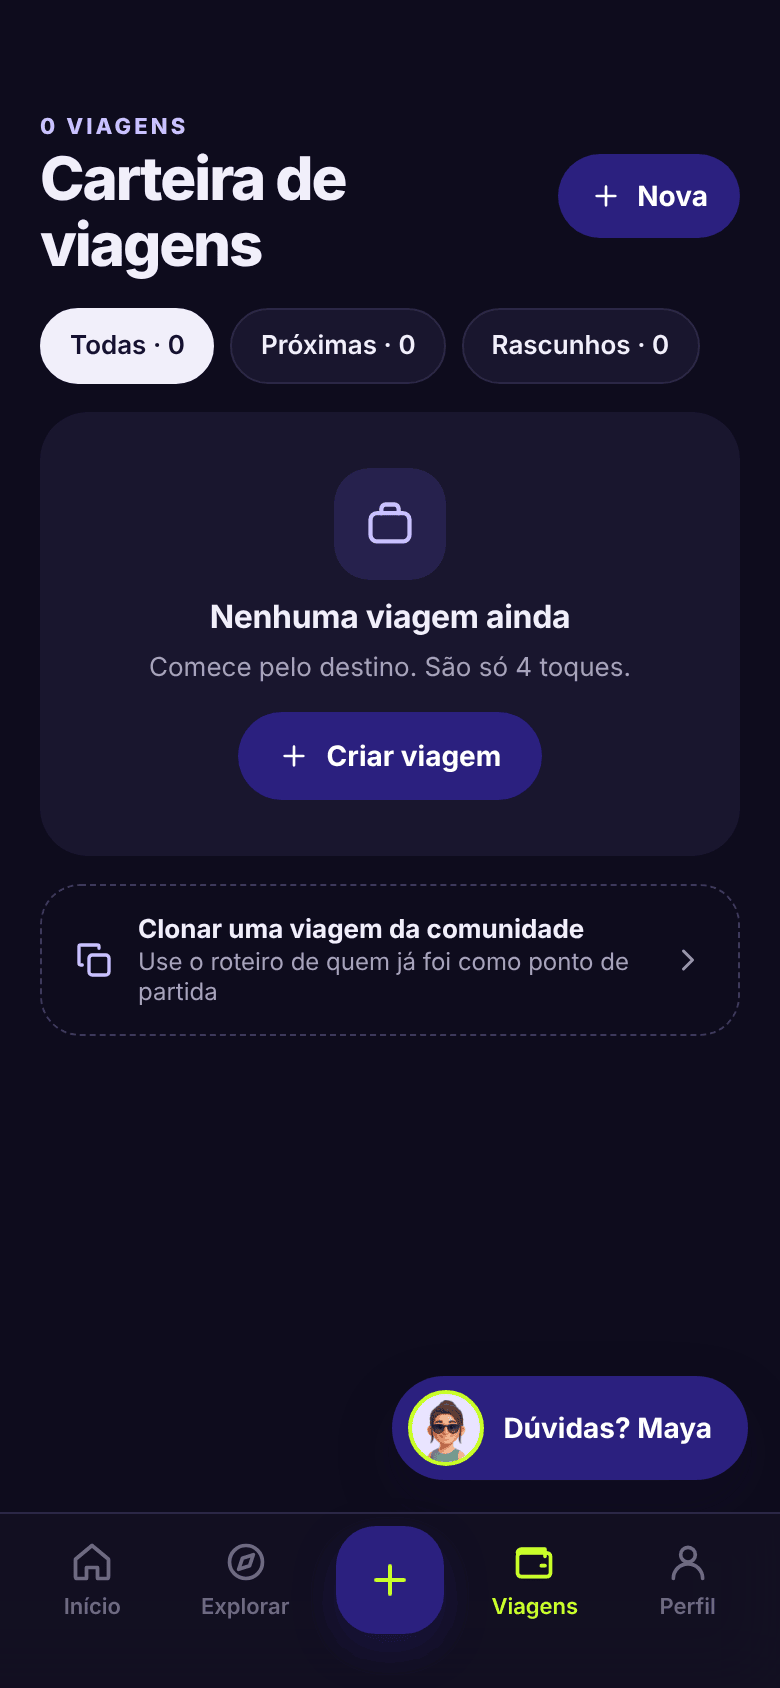 0 VIAGENS
Carteira de
viagens
Nova
Todas · 0
Próximas · 0
Rascunhos · 0
Nenhuma viagem ainda
Comece pelo destino. São só 4 toques.
Criar viagem
Clonar uma viagem da comunidade
Use o roteiro de quem já foi como ponto de
partida
Dúvidas? Maya
Início
Explorar
Viagens
Perfil